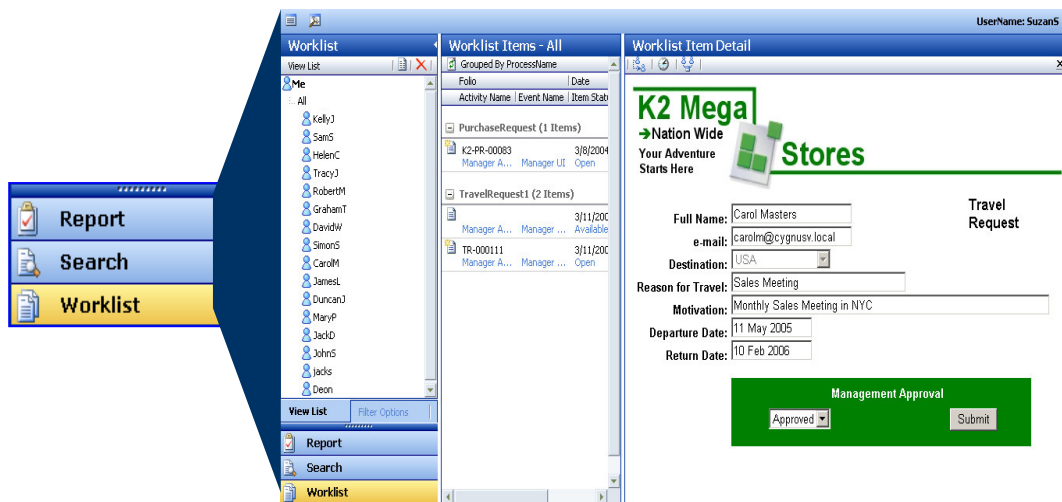 UserName: SuzanS
Worklist
Worklist Items - All
Worklist Item Detail
View List
Grouped By ProcessName
Me
All
KellyJ
SamS
HelenC
TracyJ
RobertM
GrahamT
DavidW
SimonS
CarolM
JamesL
DuncanJ
MaryP
JackD
JohnS
jacks
Deon
View List
Filter Options
Report
Search
Worklist
Report
Search
Worklist
Folio Date
Activity Name Event Name Item Statu
PurchaseRequest (1 Items)
K2-PR-00083 3/8/2004
Manager A... Manager UI Open
TravelRequest1 (2 Items)
3/11/200
Manager A... Manager ... Available
TR-000111 3/11/200
Manager A... Manager ... Open
K2 Mega
Nation Wide
Your Adventure
Starts Here
Stores
Travel
Request
Full Name: Carol Masters
e-mail: carolm@cygnusv.local
Destination: USA
Reason for Travel: Sales Meeting
Motivation: Monthly Sales Meeting in NYC
Departure Date: 11 May 2005
Return Date: 10 Feb 2006
Management Approval
Approved Submit